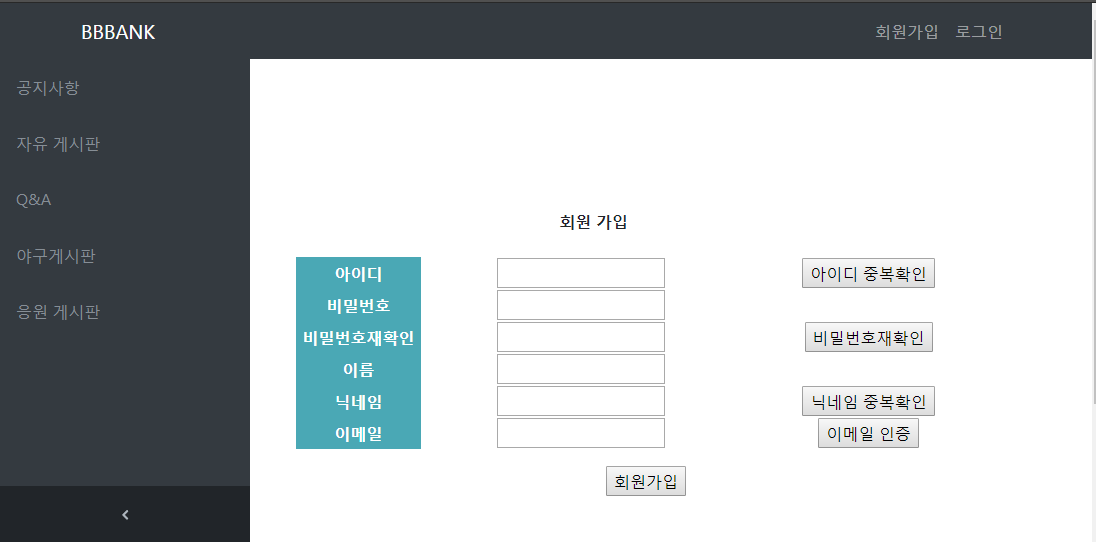 BBBANK 회원가입 로그인
공지사항
자유 게시판
Q&A
야구게시판
응원 게시판
회원 가입
아이디 아이디 중복확인
비밀번호
비밀번호재확인 비밀번호재확인
이름
닉네임 닉네임 중복확인
이메일 이메일 인증
회원가입